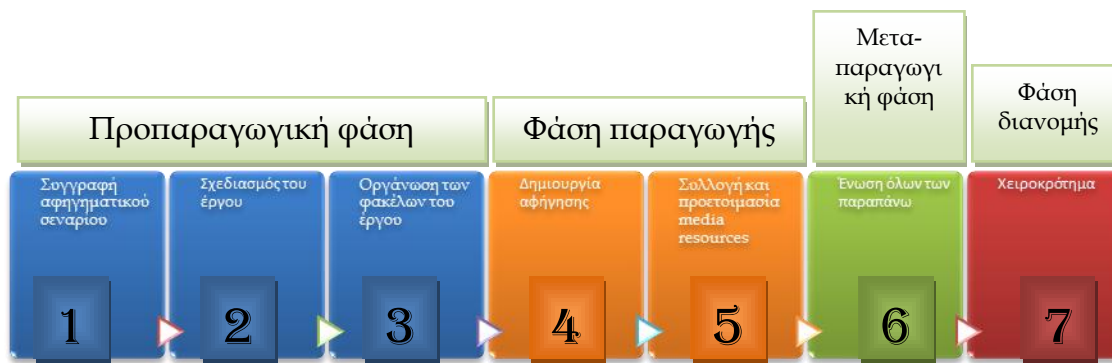 Προπαραγωγική φάση
Φάση παραγωγής
Μετα-
παραγωγι
κή φάση
Φάση
διανομής
Συγγραφή
αφηγηματικού
σεναρίου
1
Σχεδιασμός του
έργου
2
Οργάνωση των
φακέλων του
έργου
3
Δημιουργία
αφήγησης
4
Συλλογή και
προετοιμασία
media
resources
5
Ένωση όλων των
παραπάνω
6
Χειροκρότημα
7